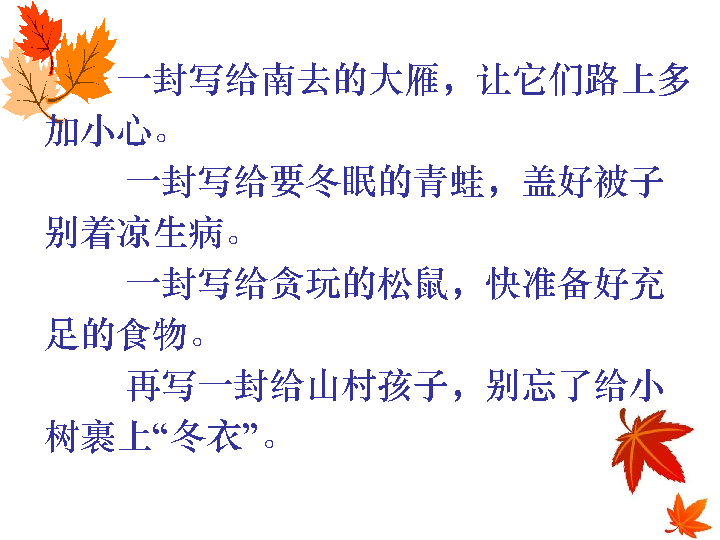 一封写给南去的大雁，让它们路上多
加小心。
一封写给要冬眠的青蛙，盖好被子
别着凉生病。
一封写给贪玩的松鼠，快准备好充
足的食物。
再写一封给山村孩子，别忘了给小
树裹上“冬衣”。